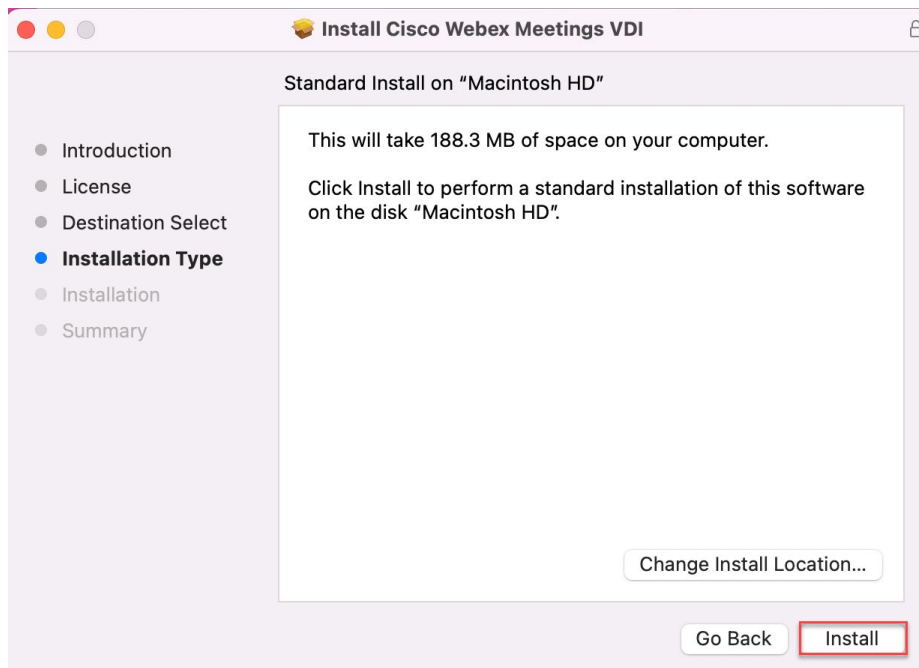 Install Cisco Webex Meetings VDI
Standard Install on “Macintosh HD”
Introduction
License
Destination Select
Installation Type
Installation
Summary
This will take 188.3 MB of space on your computer.
Click Install to perform a standard installation of this software
on the disk “Macintosh HD”.
Change Install Location...
Go Back
Install